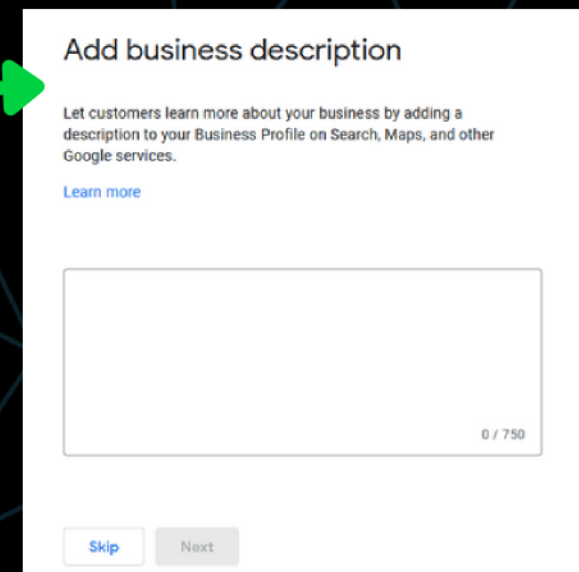 Add business description
Let customers learn more about your business by adding a
description to your Business Profile on Search, Maps, and other
Google services.
Learn more
0 / 750
Skip
Next